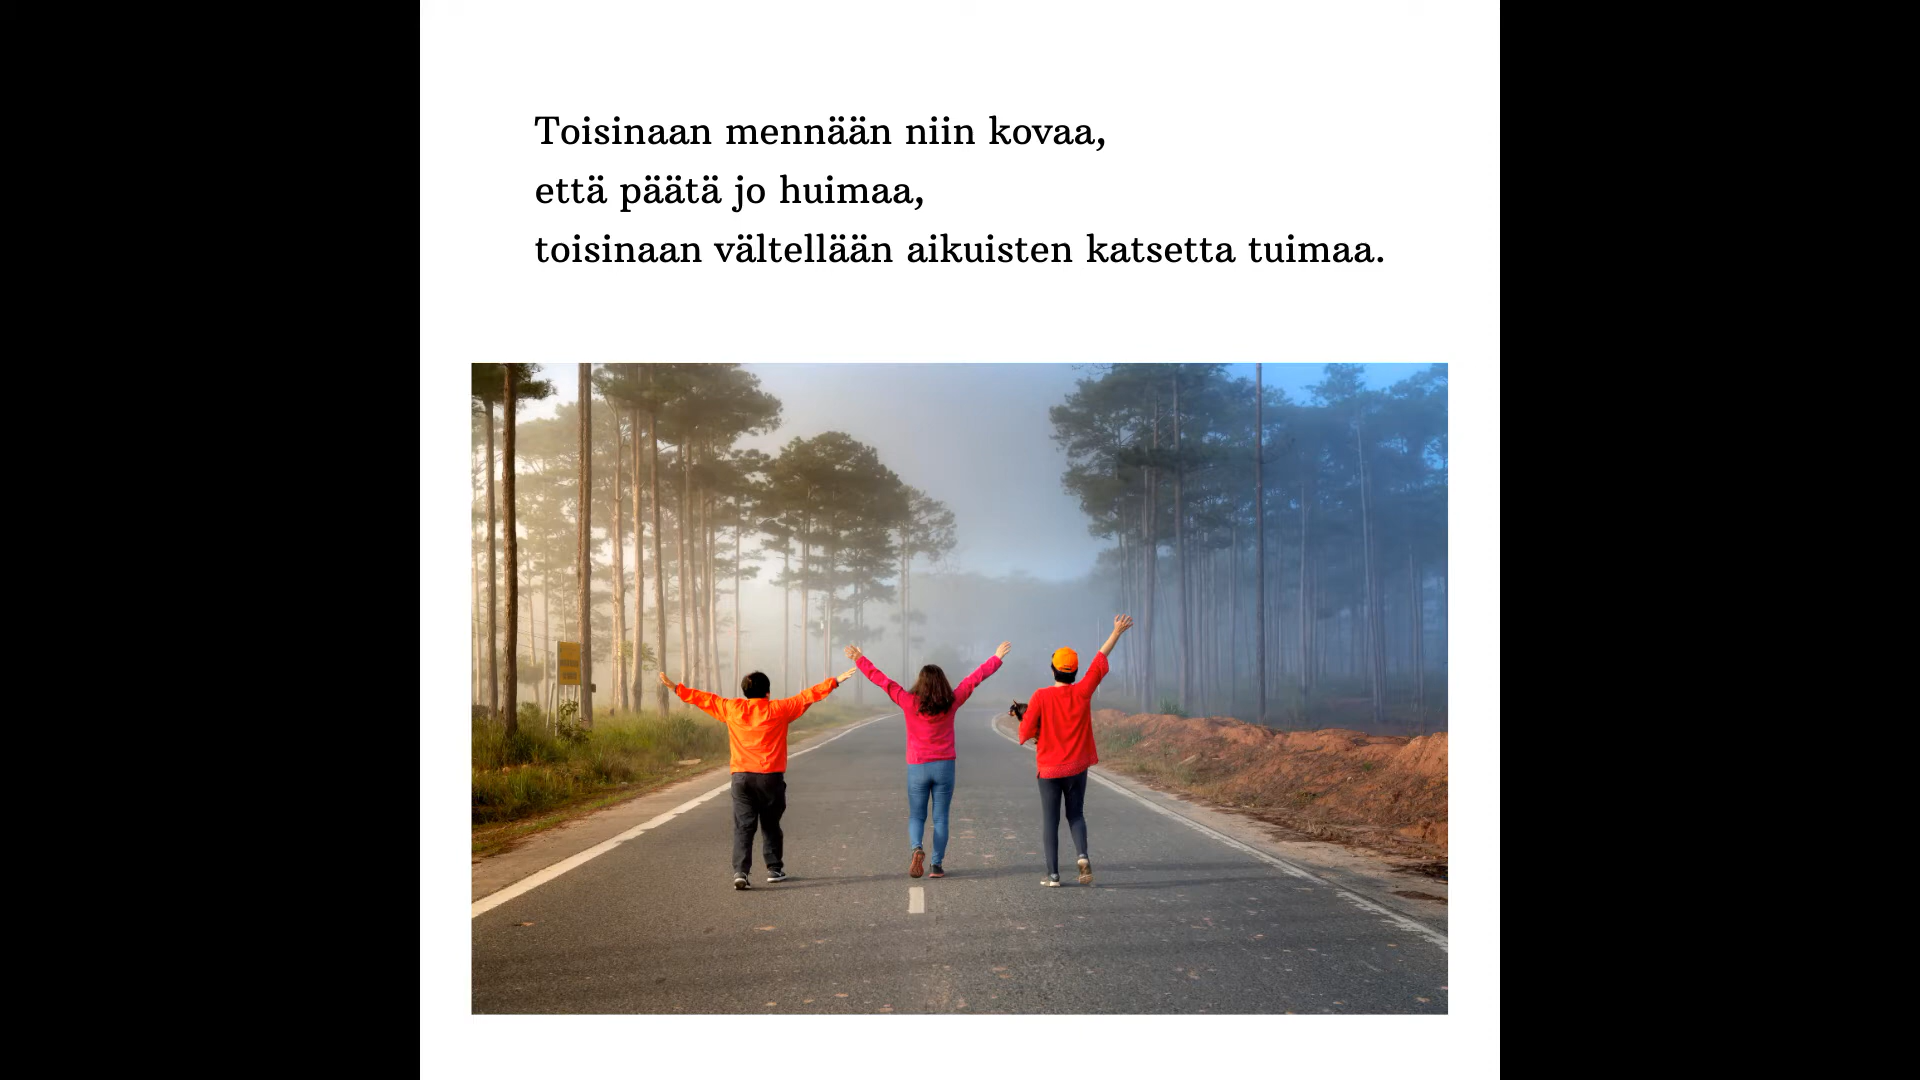 Toisinaan mennään niin kovaa,
että päätä jo huimaa,
toisinaan vältellään aikuisten katsetta tuimaa.